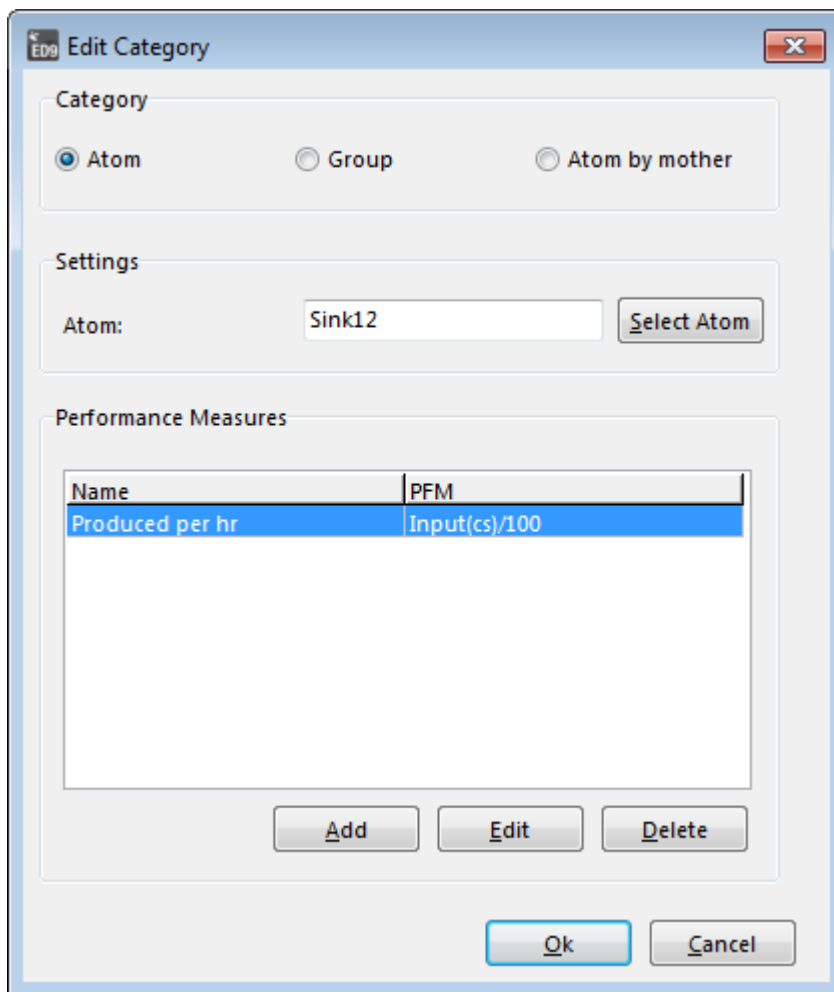 ED9 Edit Category
Category
Atom Group Atom by mother
Settings
Atom: Sink12 Select Atom
Performance Measures
Name PFM
Produced per hr Input(cs)/100
Add Edit Delete
Ok Cancel